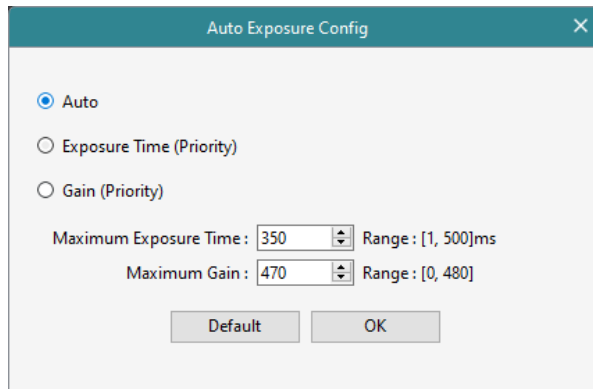 Auto Exposure Config
Auto
Exposure Time (Priority)
Gain (Priority)
Maximum Exposure Time : 350 Range : [1, 500]ms
Maximum Gain : 470 Range : [0, 480]
Default OK